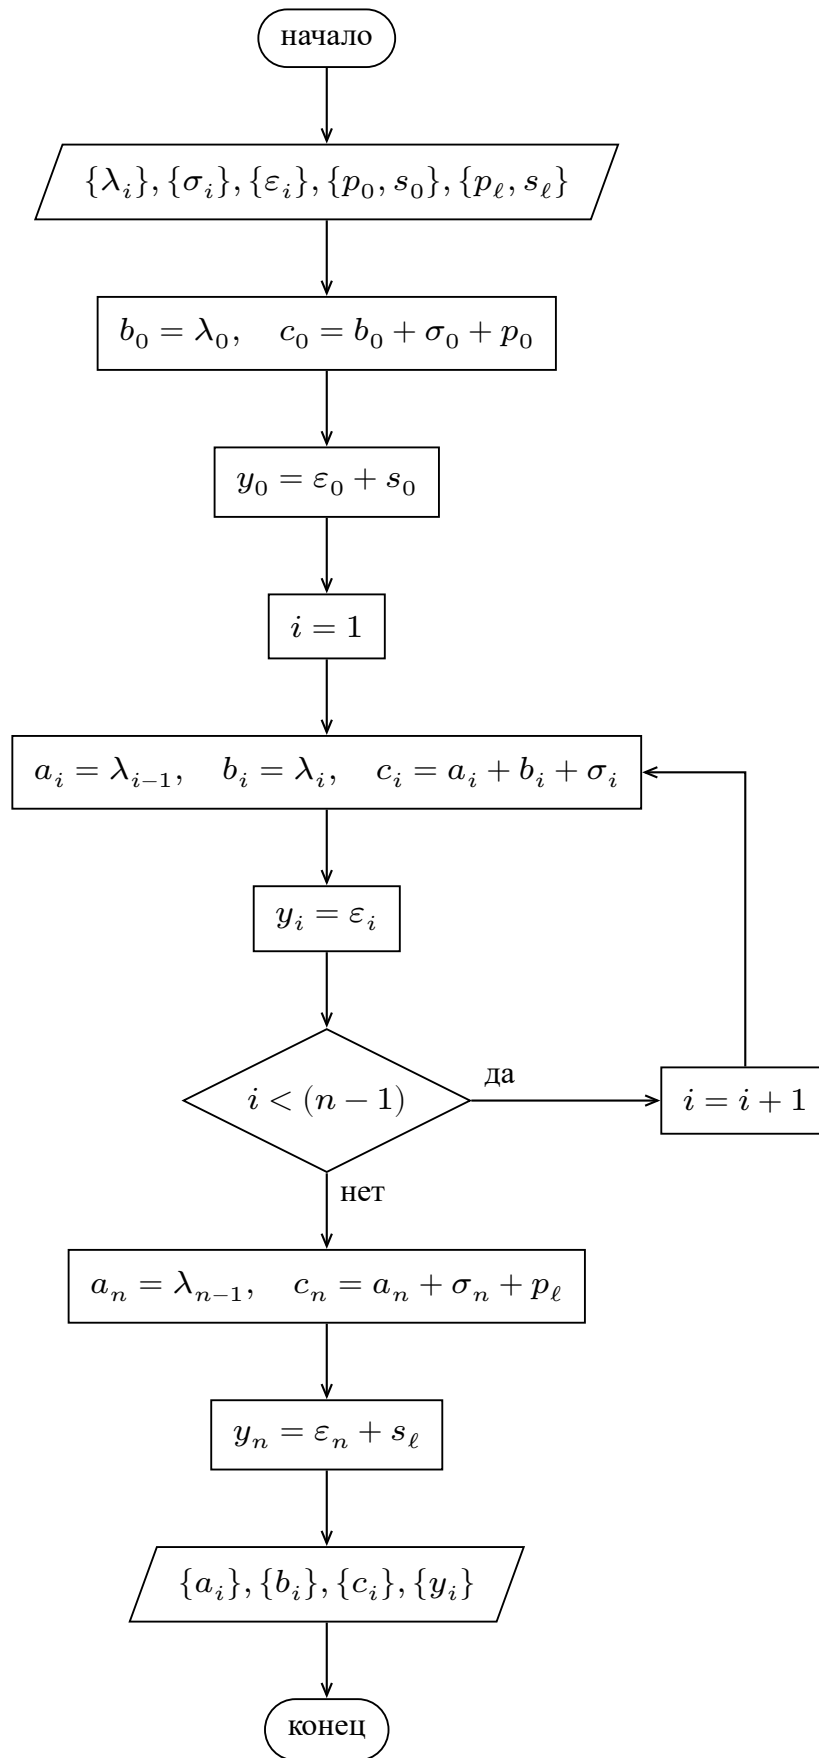 начало
{λ_i}, {σ_i}, {ε_i}, {p_0, s_0}, {p_ℓ, s_ℓ}
b_0 = λ_0,   c_0 = b_0 + σ_0 + p_0
y_0 = ε_0 + s_0
i = 1
a_i = λ_{i−1},   b_i = λ_i,   c_i = a_i + b_i + σ_i
y_i = ε_i
да
i < (n − 1)
i = i + 1
нет
a_n = λ_{n−1},   c_n = a_n + σ_n + p_ℓ
y_n = ε_n + s_ℓ
{a_i}, {b_i}, {c_i}, {y_i}
конец